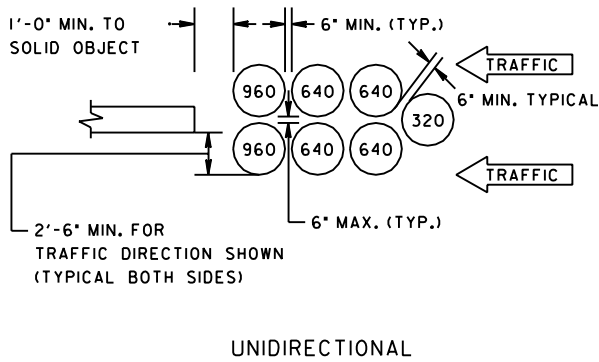 1'-0" MIN. TO
SOLID OBJECT
6" MIN. (TYP.)
TRAFFIC
6" MIN. TYPICAL
960 640 640
320
960 640 640
TRAFFIC
6" MAX. (TYP.)
2'-6" MIN. FOR
TRAFFIC DIRECTION SHOWN
(TYPICAL BOTH SIDES)
UNIDIRECTIONAL